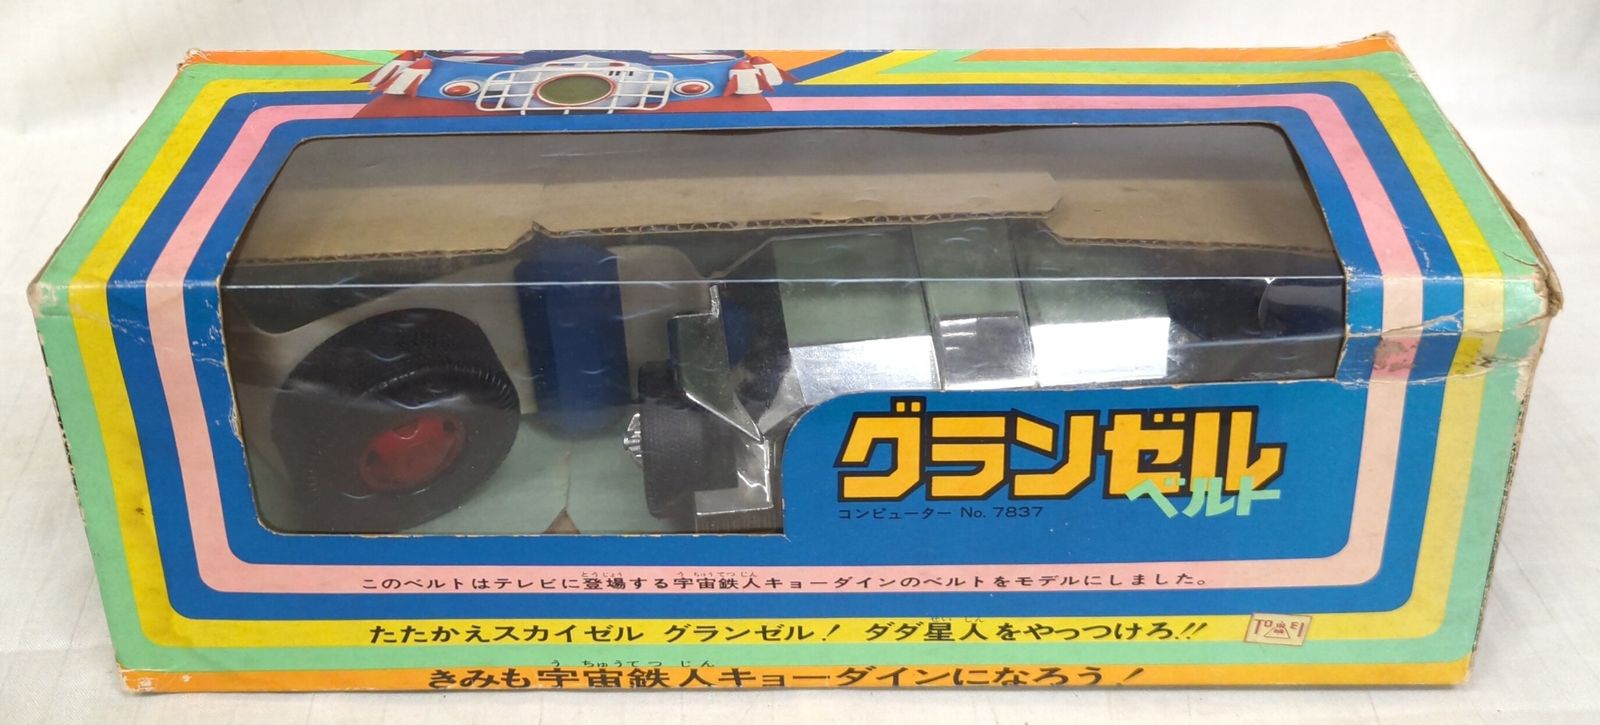 グランゼル
ベルト
コンピューター No. 7837
このベルトはテレビに登場する宇宙鉄人キョーダインのベルトをモデルにしました。
たたかえスカイゼル グランゼル! ダダ星人をやっつけろ!!
きみも宇宙鉄人キョーダインになろう!